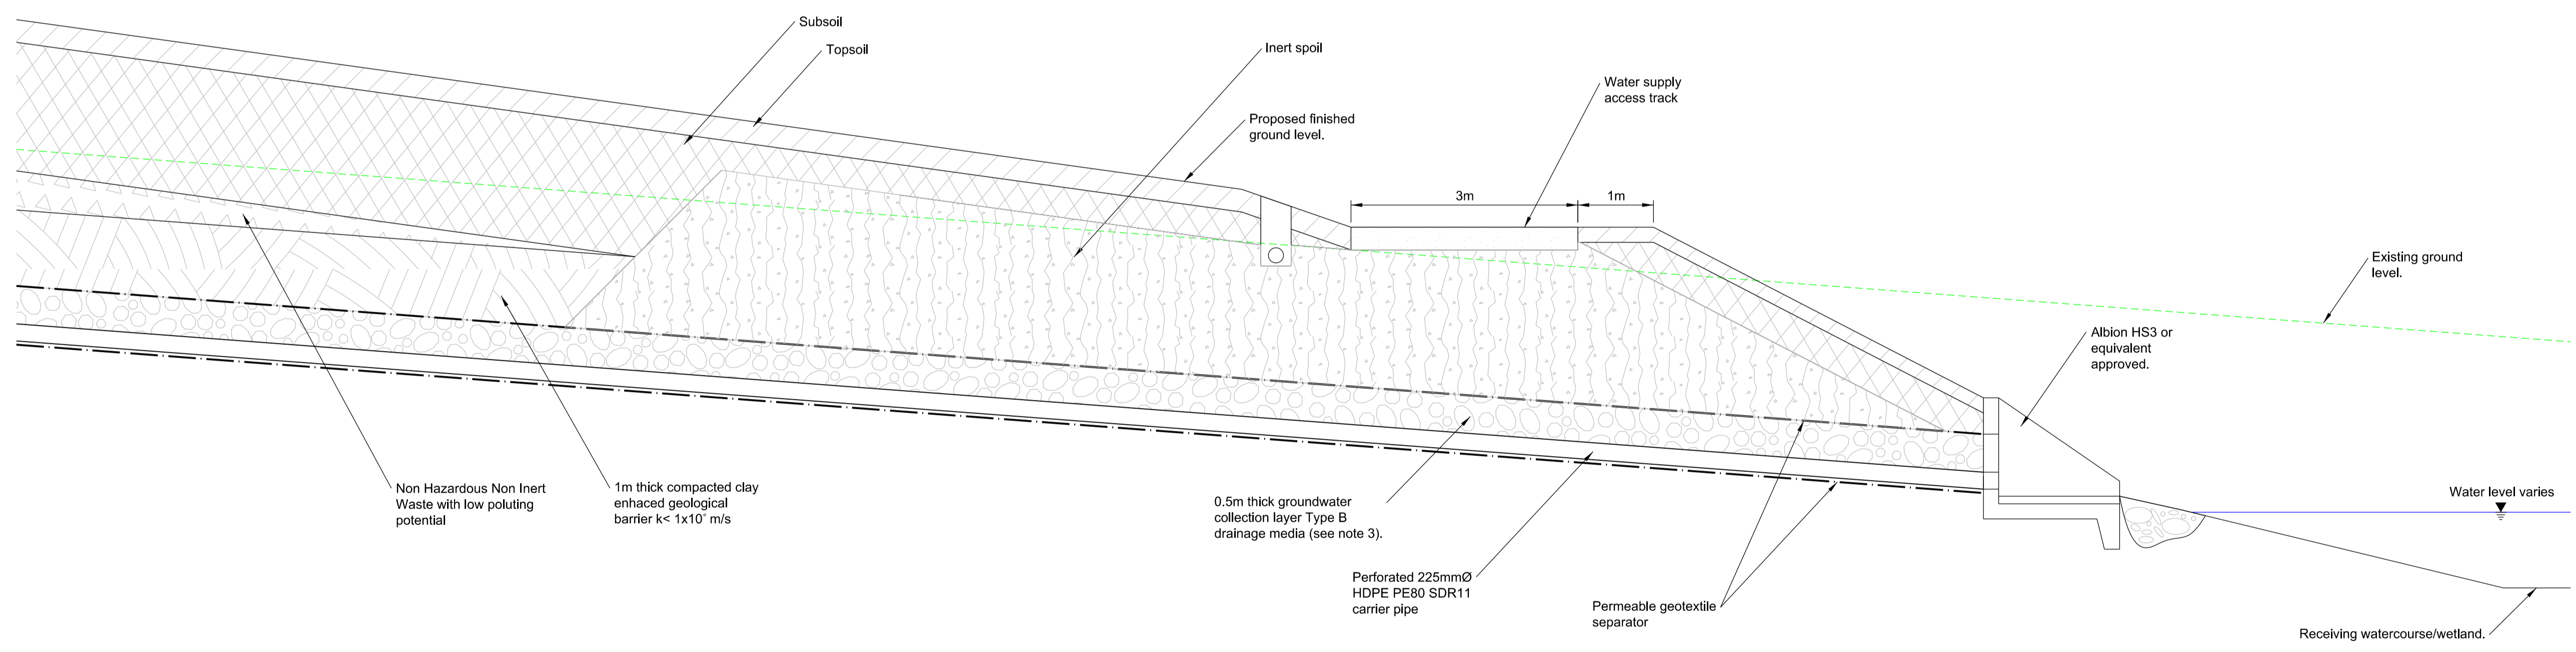 Subsoil
Topsoil
Inert spoil
Water supply
access track
Proposed finished
ground level.
3m
1m
Existing ground
level.
Albion HS3 or
equivalent
approved.
Non Hazardous Non Inert
Waste with low poluting
potential
1m thick compacted clay
enhaced geological
barrier k< 1x10˚ m/s
0.5m thick groundwater
collection layer Type B
drainage media (see note 3).
Water level varies
Perforated 225mmØ
HDPE PE80 SDR11
carrier pipe
Permeable geotextile
separator
Receiving watercourse/wetland.